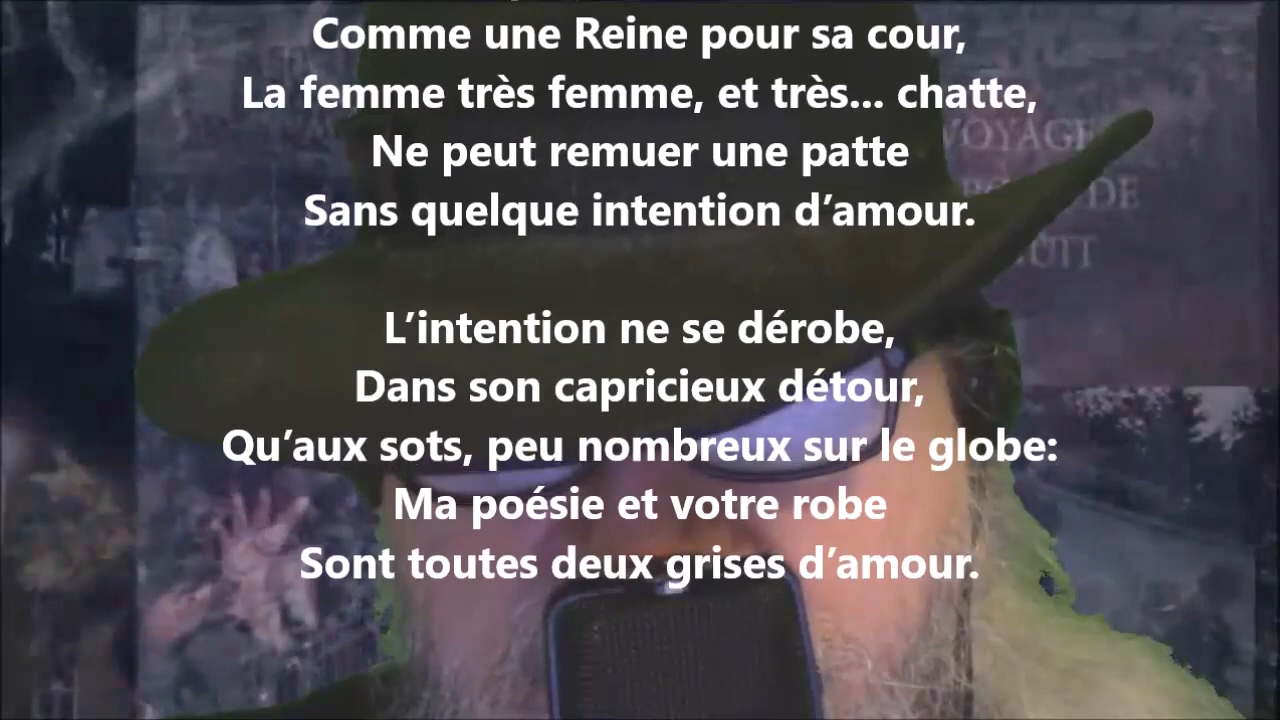 Comme une Reine pour sa cour,
La femme très femme, et très... chatte,
Ne peut remuer une patte
Sans quelque intention d’amour.
L’intention ne se dérobe,
Dans son capricieux détour,
Qu’aux sots, peu nombreux sur le globe:
Ma poésie et votre robe
Sont toutes deux grises d’amour.
VOYAGE
DE